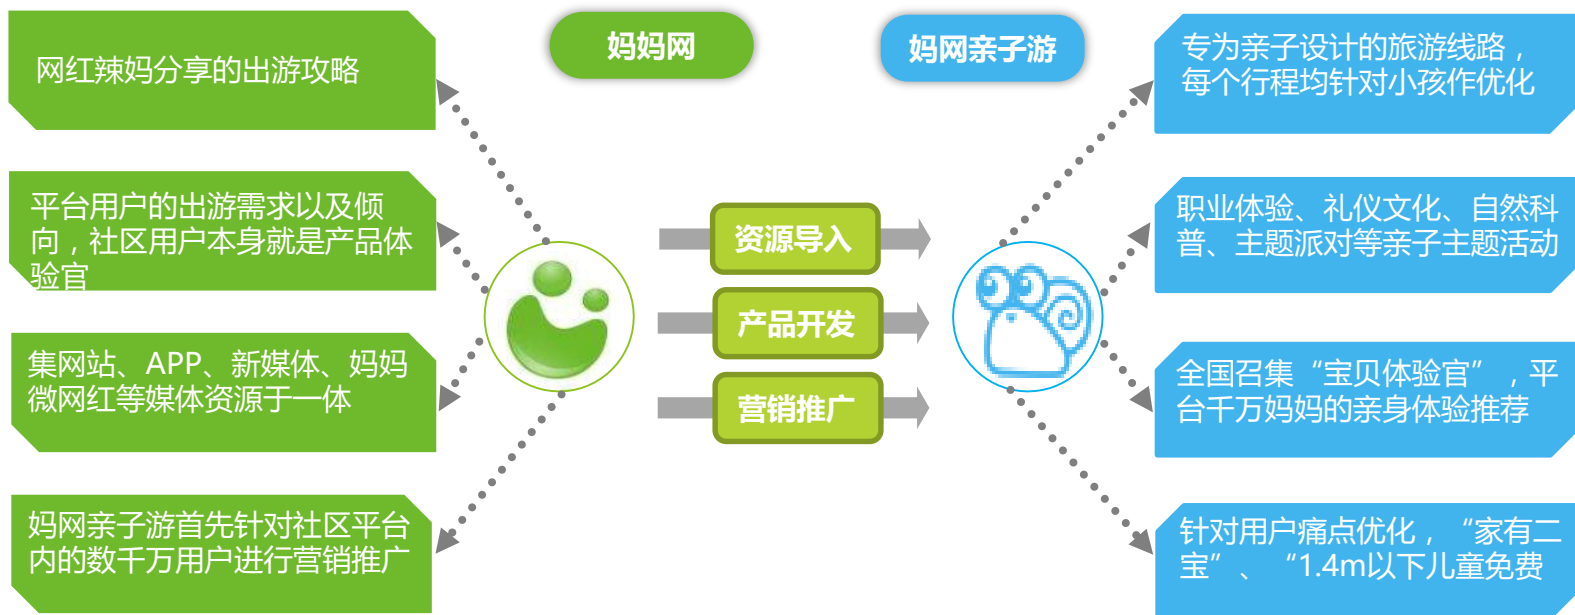 妈妈网
妈网亲子游
网红辣妈分享的出游攻略
平台用户的出游需求以及倾
向，社区用户本身就是产品体
验官
集网站、APP、新媒体、妈妈
微网红等媒体资源于一体
妈网亲子游首先针对社区平台
内的数千万用户进行营销推广
资源导入
产品开发
营销推广
专为亲子设计的旅游线路，
每个行程均针对小孩作优化
职业体验、礼仪文化、自然科
普、主题派对等亲子主题活动
全国召集“宝贝体验官”，平
台千万妈妈的亲身体验推荐
针对用户痛点优化，“家有二
宝”、“1.4m以下儿童免费